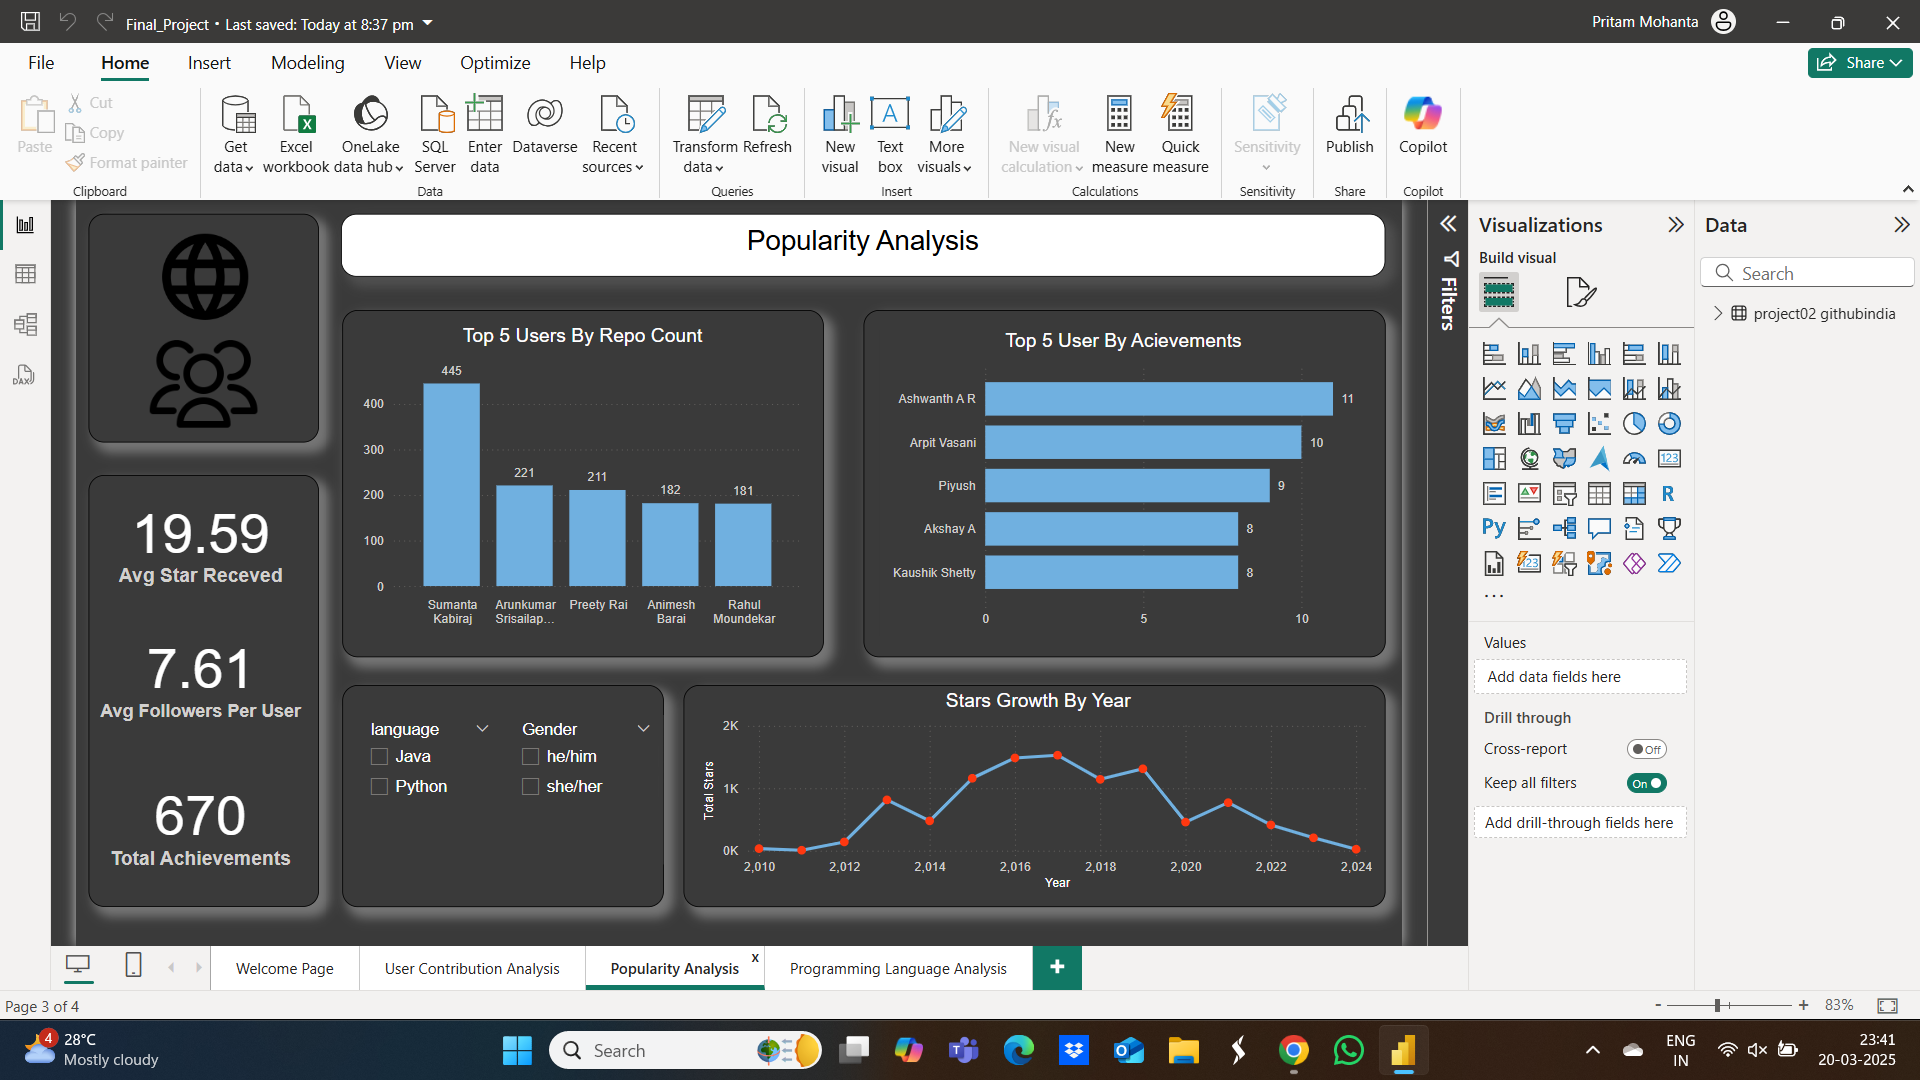 Final_Project • Last saved: Today at 8:37 pm
Pritam Mohanta
File
Home
Insert
Modeling
View
Optimize
Help
Share
Paste
Cut
Copy
Format painter
Clipboard
Get data
Excel workbook
OneLake data hub
SQL Server
Enter data
Dataverse
Recent sources
Data
Transform data
Refresh
Queries
New visual
Text box
More visuals
Insert
New visual calculation
New measure
Quick measure
Calculations
Sensitivity
Sensitivity
Publish
Share
Copilot
Copilot
DAX
Popularity Analysis
19.59
Avg Star Receved
7.61
Avg Followers Per User
670
Total Achievements
Top 5 Users By Repo Count
400
300
200
100
0
445
221
211
182
181
Sumanta Kabiraj
Arunkumar Srisailap...
Preety Rai
Animesh Barai
Rahul Moundekar
Top 5 User By Acievements
Ashwanth A R
11
Arpit Vasani
10
Piyush
9
Akshay A
8
Kaushik Shetty
8
0
5
10
language
Java
Python
Gender
he/him
she/her
Stars Growth By Year
Total Stars
2K
1K
0K
2,010
2,012
2,014
2,016
2,018
2,020
2,022
2,024
Year
Filters
Visualizations
Build visual
123
R
Py
123
...
Values
Add data fields here
Drill through
Cross-report
Off
Keep all filters
On
Add drill-through fields here
Data
Search
project02 githubindia
Welcome Page
User Contribution Analysis
Popularity Analysis
x
Programming Language Analysis
+
Page 3 of 4
-
+
83%
4
28°C
Mostly cloudy
Search
ENG
IN
23:41
20-03-2025